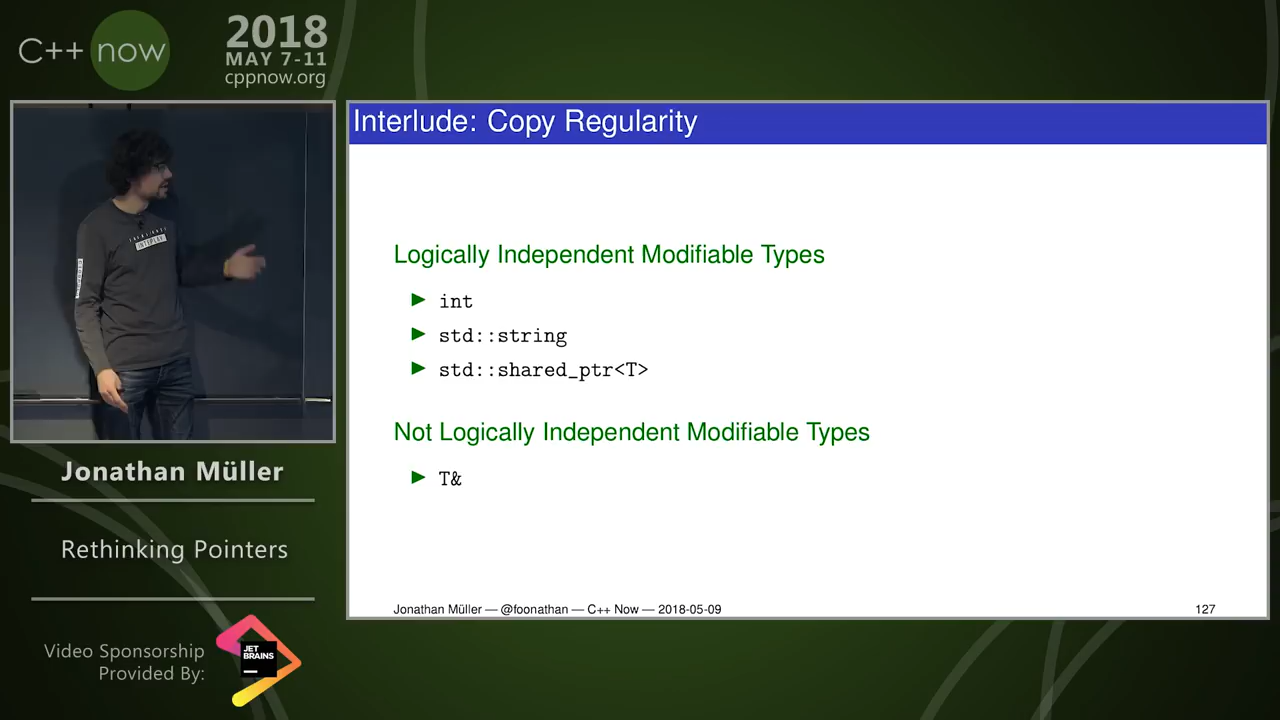 C++ now
2018
MAY 7-11
cppnow.org
Interlude: Copy Regularity
Logically Independent Modifiable Types
int
std::string
std::shared_ptr<T>
Not Logically Independent Modifiable Types
T&
Jonathan Müller — @foonathan — C++ Now — 2018-05-09
127
Jonathan Müller
Rethinking Pointers
Video Sponsorship
Provided By:
JET
BRAINS